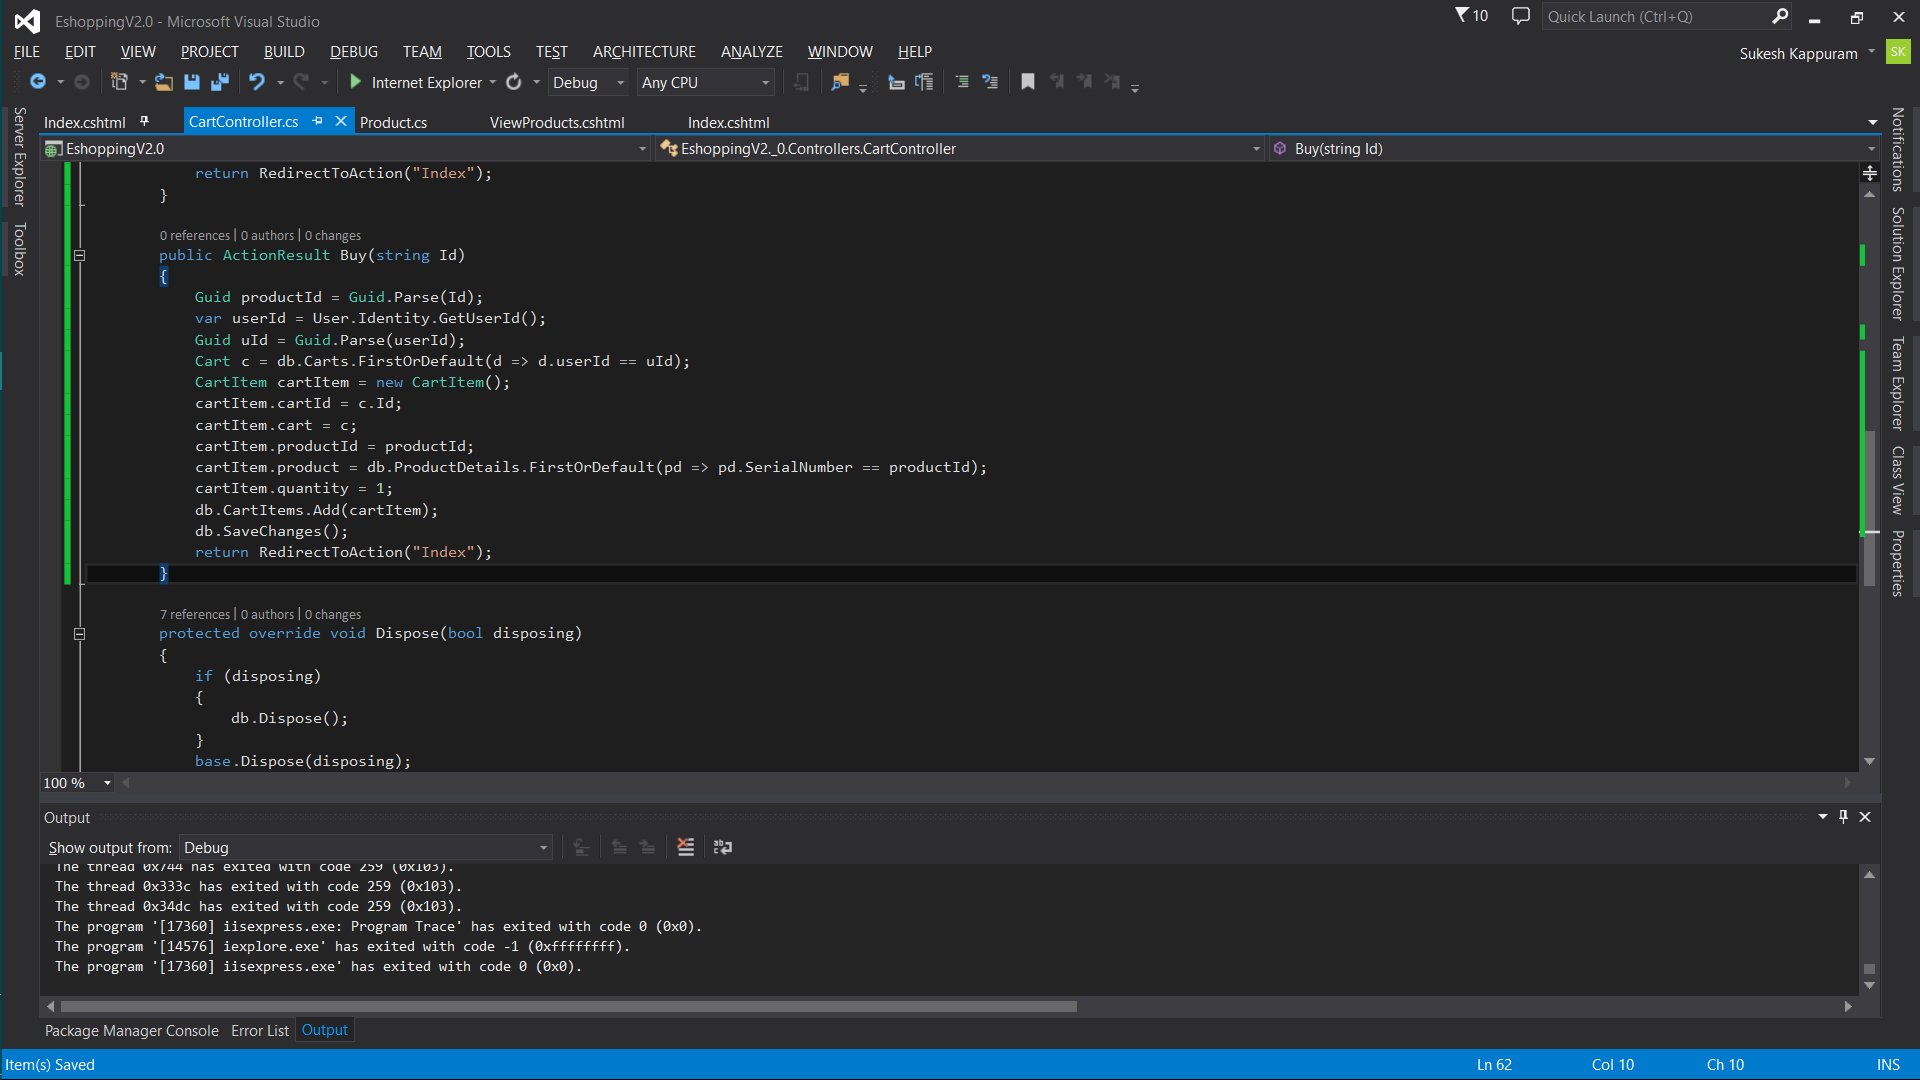 EshoppingV2.0 - Microsoft Visual Studio
10
Quick Launch (Ctrl+Q)
FILE EDIT VIEW PROJECT BUILD DEBUG TEAM TOOLS TEST ARCHITECTURE ANALYZE WINDOW HELP
Sukesh Kappuram SK
Internet Explorer Debug Any CPU
Index.cshtml CartController.cs Product.cs ViewProducts.cshtml Index.cshtml
EshoppingV2.0 EshoppingV2._0.Controllers.CartController Buy(string Id)
return RedirectToAction("Index");
}
0 references | 0 authors | 0 changes
public ActionResult Buy(string Id)
{
Guid productId = Guid.Parse(Id);
var userId = User.Identity.GetUserId();
Guid uId = Guid.Parse(userId);
Cart c = db.Carts.FirstOrDefault(d => d.userId == uId);
CartItem cartItem = new CartItem();
cartItem.cartId = c.Id;
cartItem.cart = c;
cartItem.productId = productId;
cartItem.product = db.ProductDetails.FirstOrDefault(pd => pd.SerialNumber == productId);
cartItem.quantity = 1;
db.CartItems.Add(cartItem);
db.SaveChanges();
return RedirectToAction("Index");
}
7 references | 0 authors | 0 changes
protected override void Dispose(bool disposing)
{
if (disposing)
{
db.Dispose();
}
base.Dispose(disposing);
100 %
Output
Show output from: Debug
The thread 0x744 has exited with code 259 (0x103).
The thread 0x333c has exited with code 259 (0x103).
The thread 0x34dc has exited with code 259 (0x103).
The program '[17360] iisexpress.exe: Program Trace' has exited with code 0 (0x0).
The program '[14576] iexplore.exe' has exited with code -1 (0xffffffff).
The program '[17360] iisexpress.exe' has exited with code 0 (0x0).
Package Manager Console Error List Output
Item(s) Saved Ln 62 Col 10 Ch 10 INS
Server Explorer
Toolbox
Notifications
Solution Explorer
Team Explorer
Class View
Properties